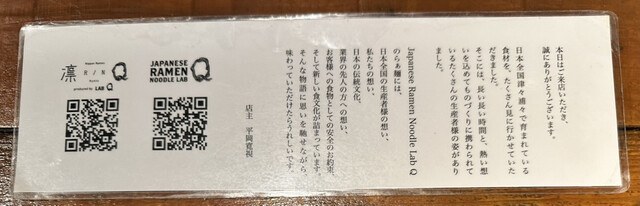 本日はご来店いただき、
誠にありがとうございます。
日本全国津々浦々で育まれている
食材を、たくさん見に行かせていた
だきました。
そこには、長い長い時間と、熱い想
いを込めてものづくりに携わられて
いるたくさんの生産者様の姿があり
ました。
Japanese Ramen Noodle Lab Q
のらぁ麺には、
日本全国の生産者様の想い、
私たちの想い、
日本の伝統文化、
業界の先人の方への想い、
お客様への食物としての安全のお約束、
そして新しい食文化が詰まっています。
そんな物語に思いを馳せながら、
味わっていただけたらうれしいです。
店主 平岡寛視
JAPANESE
RAMEN
NOODLE LAB
Q
凛
RIN
produced by LAB Q